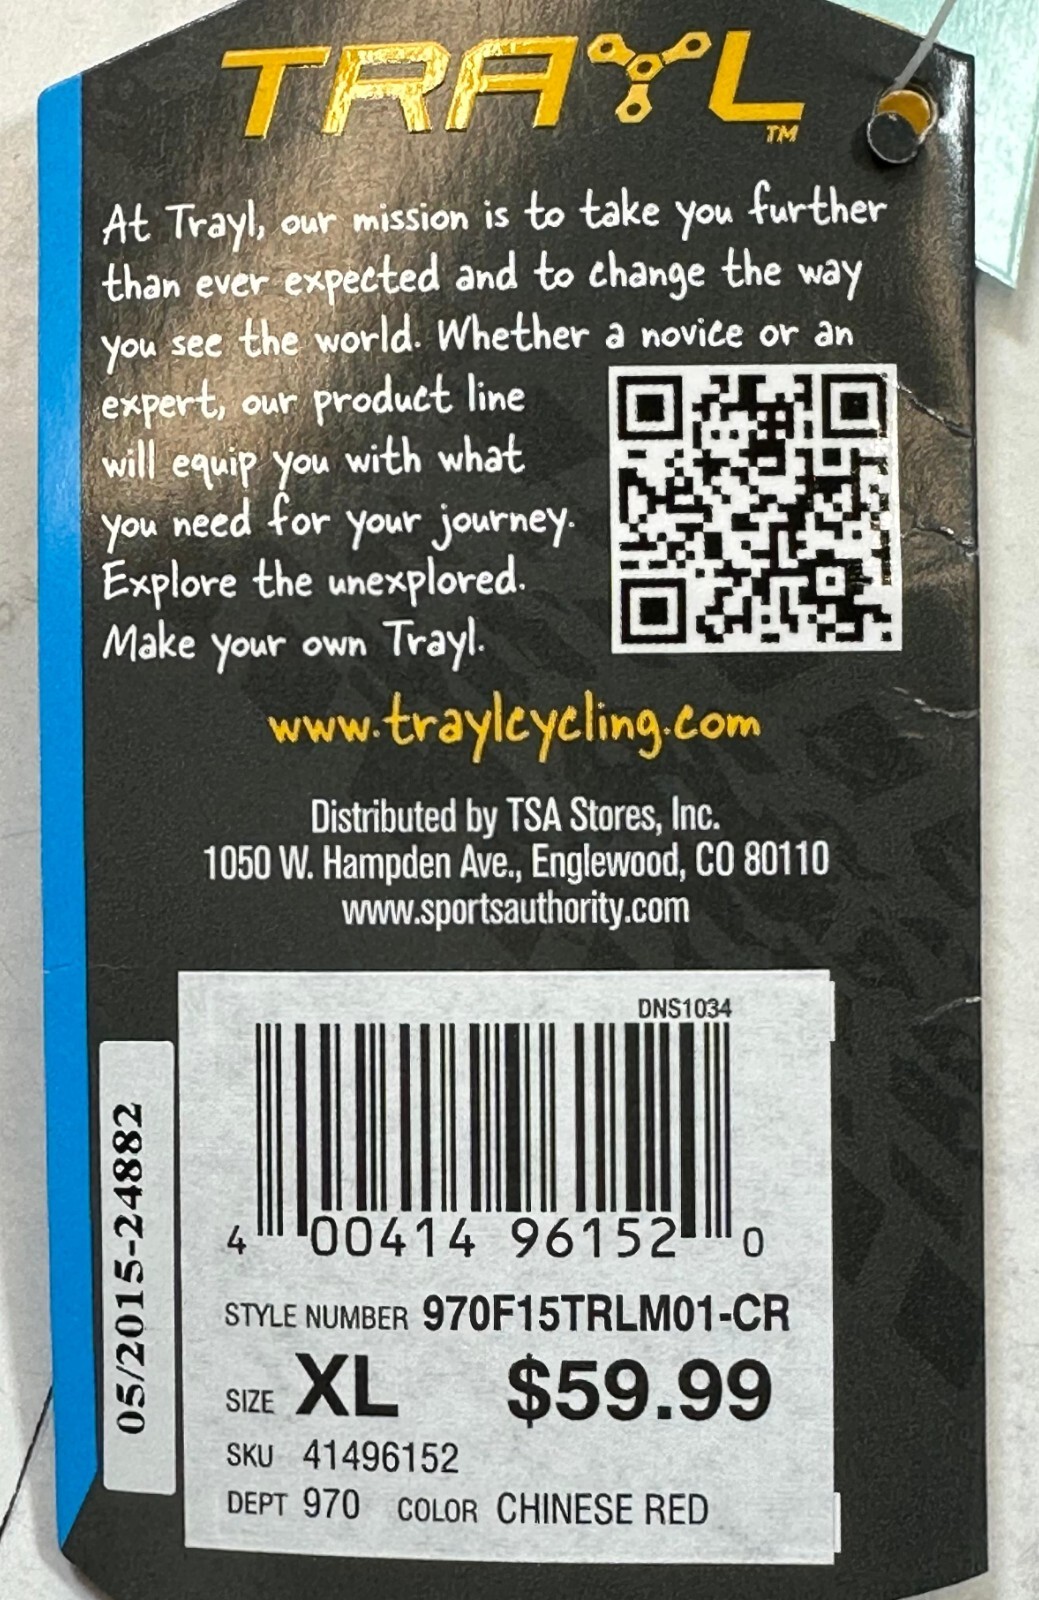 TRAYL™
At Trayl, our mission is to take you further
than ever expected and to change the way
you see the world. Whether a novice or an
expert, our product line
will equip you with what
you need for your journey.
Explore the unexplored.
Make your own Trayl.
www.traylcycling.com
Distributed by TSA Stores, Inc.
1050 W. Hampden Ave., Englewood, CO 80110
www.sportsauthority.com
DNS1034
4 00414 96152 0
STYLE NUMBER 970F15TRLM01-CR
SIZE XL $59.99
SKU 41496152
DEPT 970 COLOR CHINESE RED
05/2015-24882